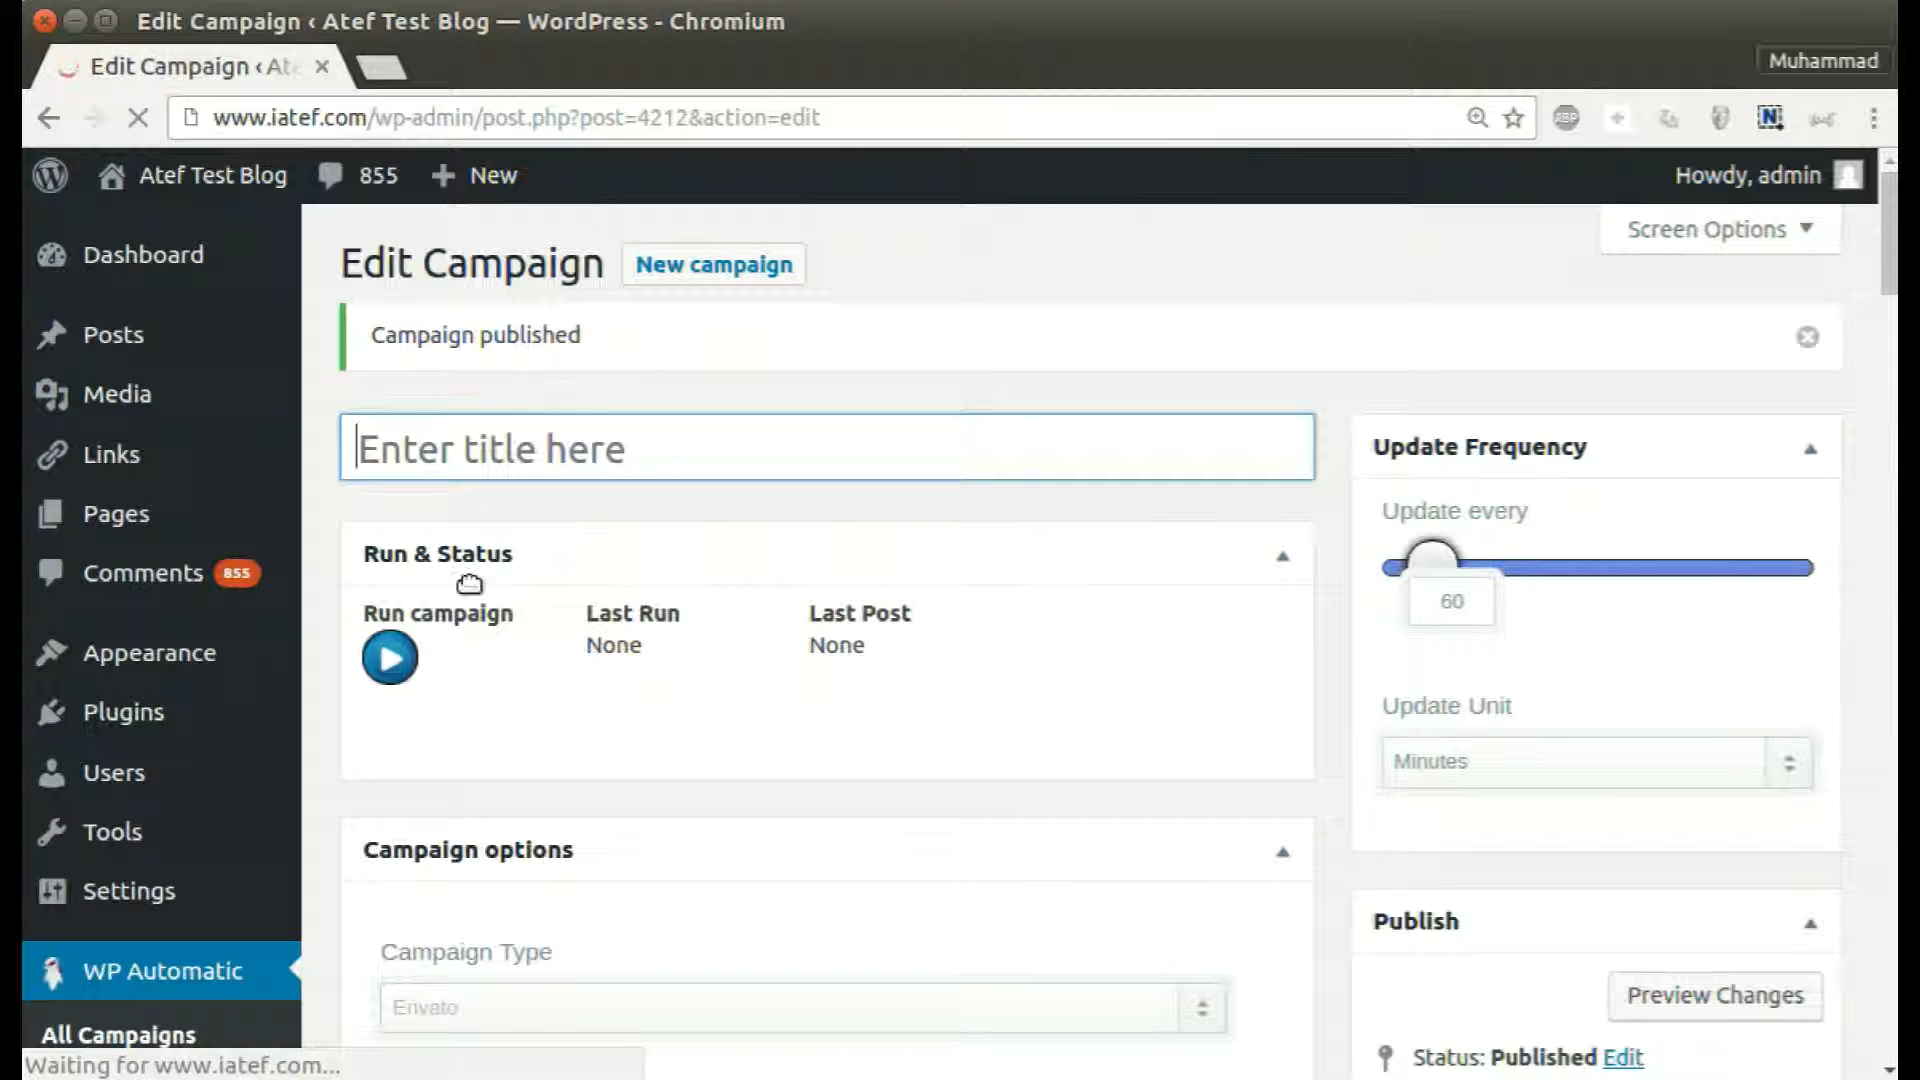 Edit Campaign ‹ Atef Test Blog — WordPress - Chromium
Edit Campaign ‹ Ate
Muhammad
www.iatef.com/wp-admin/post.php?post=4212&action=edit
ABP
N
Atef Test Blog
855
New
Howdy, admin
Screen Options
Dashboard
Posts
Media
Links
Pages
Comments 855
Appearance
Plugins
Users
Tools
Settings
WP Automatic
All Campaigns
Edit Campaign
New campaign
Campaign published
Enter title here
Run & Status
Run campaign
Last Run
None
Last Post
None
Campaign options
Campaign Type
Envato
Update Frequency
Update every
60
Update Unit
Minutes
Publish
Preview Changes
Status: Published Edit
Waiting for www.iatef.com...